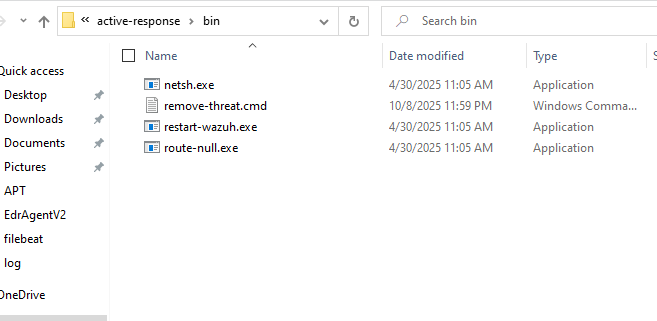 « active-response › bin
Search bin
Name Date modified Type
Quick access
Desktop
Downloads
Documents
Pictures
APT
EdrAgentV2
filebeat
log
OneDrive
netsh.exe 4/30/2025 11:05 AM Application
remove-threat.cmd 10/8/2025 11:59 PM Windows Comma...
restart-wazuh.exe 4/30/2025 11:05 AM Application
route-null.exe 4/30/2025 11:05 AM Application